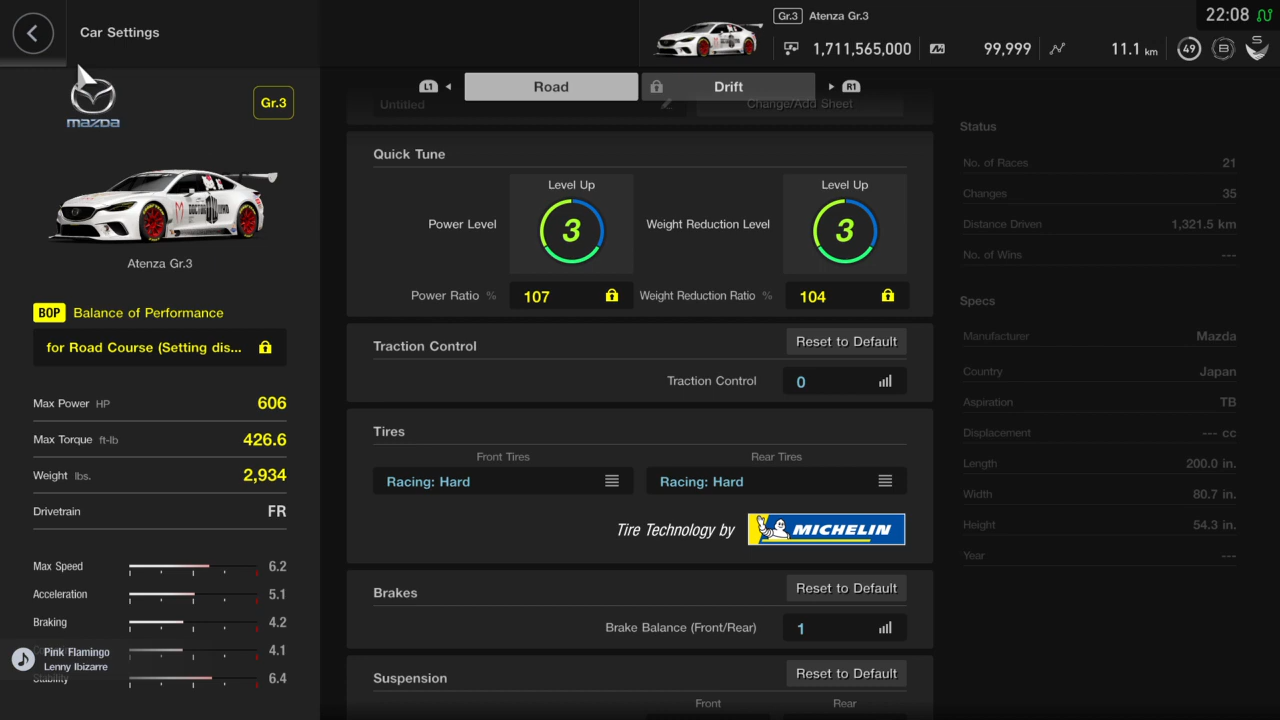 Car Settings
Gr.3 Atenza Gr.3
22:08
1,711,565,000 99,999 11.1 km 49 B S
mazda
Gr.3
L1 Road Drift R1
Untitled Change/Add Sheet
Status
Quick Tune
No. of Races 21
Level Up Level Up
Changes 35
Power Level 3 Weight Reduction Level 3
Distance Driven 1,321.5 km
No. of Wins ---
Atenza Gr.3
Power Ratio % 107 Weight Reduction Ratio % 104
Specs
BOP Balance of Performance
for Road Course (Setting dis...
Traction Control Reset to Default
Manufacturer Mazda
Country Japan
Traction Control 0
Aspiration TB
Max Power HP 606
Tires
Displacement --- cc
Max Torque ft-lb 426.6
Front Tires Rear Tires
Length 200.0 in.
Weight lbs. 2,934
Racing: Hard Racing: Hard
Width 80.7 in.
Drivetrain FR
Tire Technology by MICHELIN
Height 54.3 in.
Year ---
Max Speed 6.2
Acceleration 5.1
Brakes Reset to Default
Braking 4.2
Brake Balance (Front/Rear) 1
4.1
Pink Flamingo
Lenny Ibizarre
Stability 6.4
Suspension Reset to Default
Front Rear